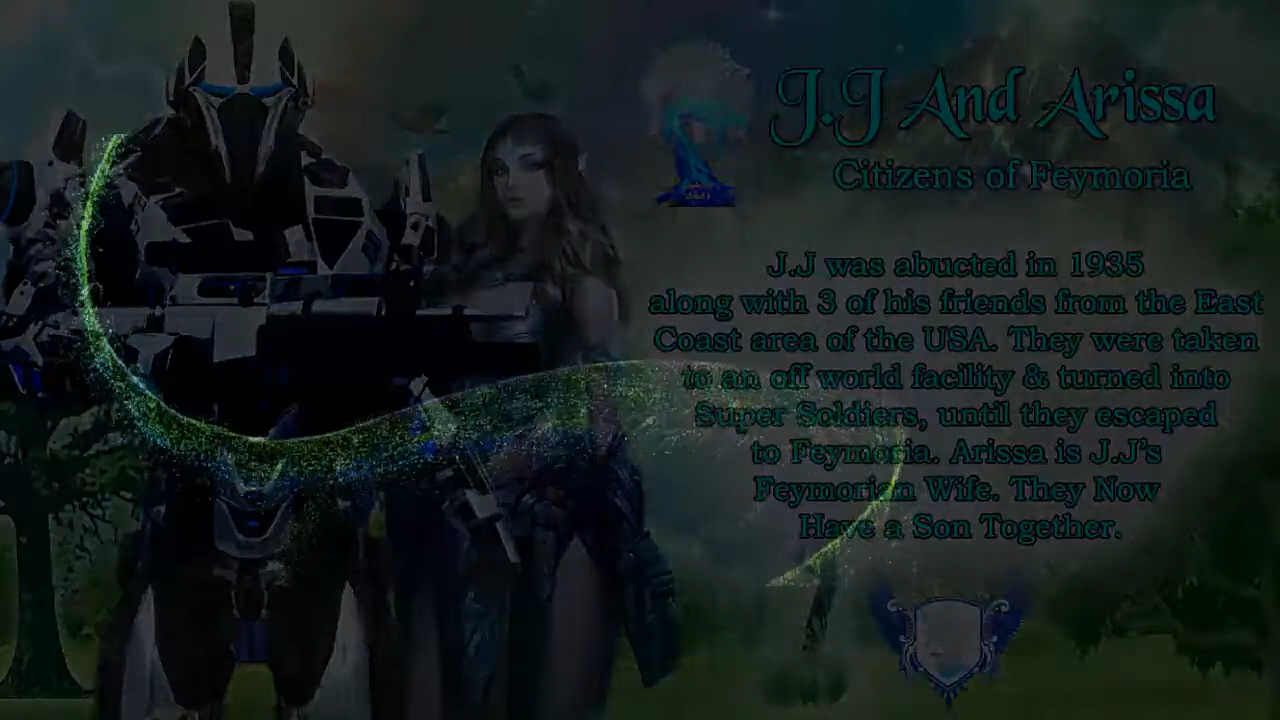 J.J And Arissa
Citizens of Feymoria
J.J was abucted in 1935
along with 3 of his friends from the East
Coast area of the USA. They were taken
to an off world facility & turned into
Super Soldiers, until they escaped
to Feymoria. Arissa is J.J's
Feymorian Wife. They Now
Have a Son Together.